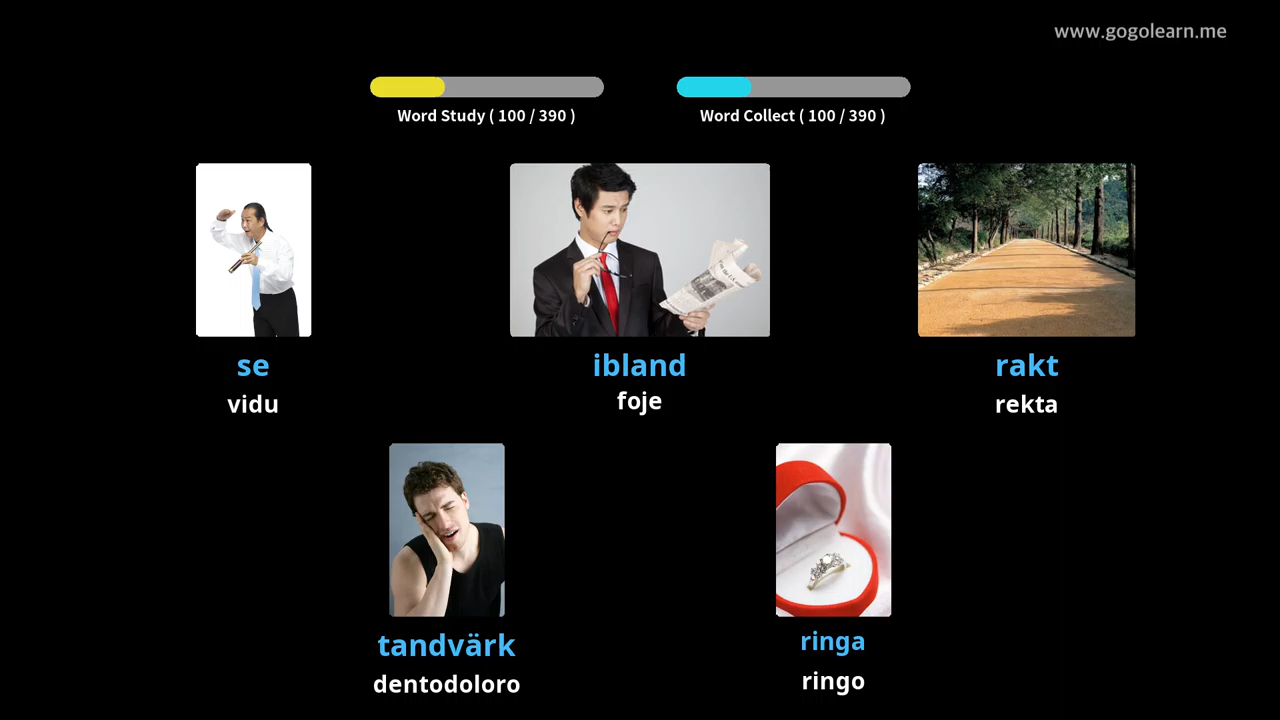 www.gogolearn.me
Word Study ( 100 / 390 )
Word Collect ( 100 / 390 )
se
ibland
rakt
vidu
foje
rekta
tandvärk
ringa
dentodoloro
ringo